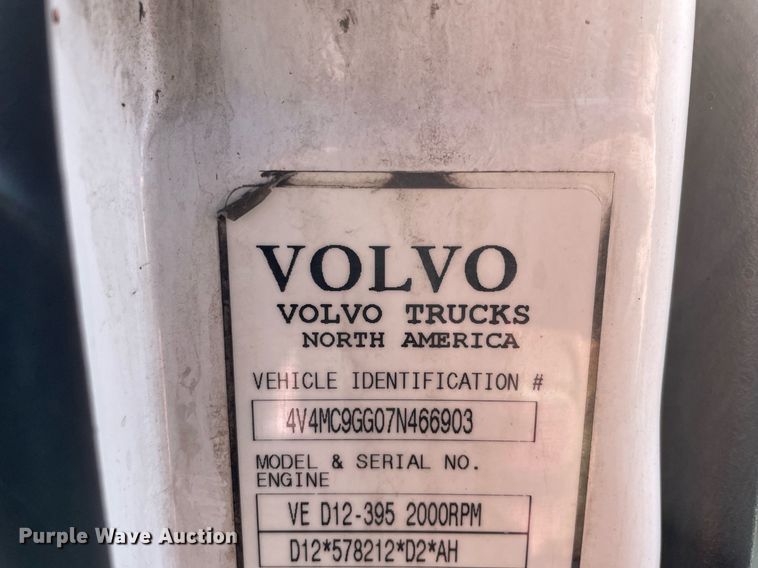 VOLVO
VOLVO TRUCKS
NORTH AMERICA
VEHICLE IDENTIFICATION #
4V4MC9GG07N466903
MODEL & SERIAL NO.
ENGINE
VE D12-395 2000RPM
D12*578212*D2*AH
Purple Wave Auction